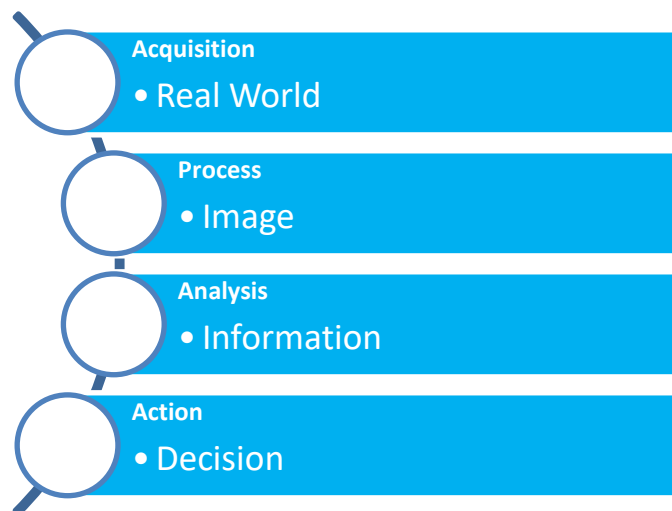 Acquisition
• Real World
Process
• Image
Analysis
• Information
Action
• Decision